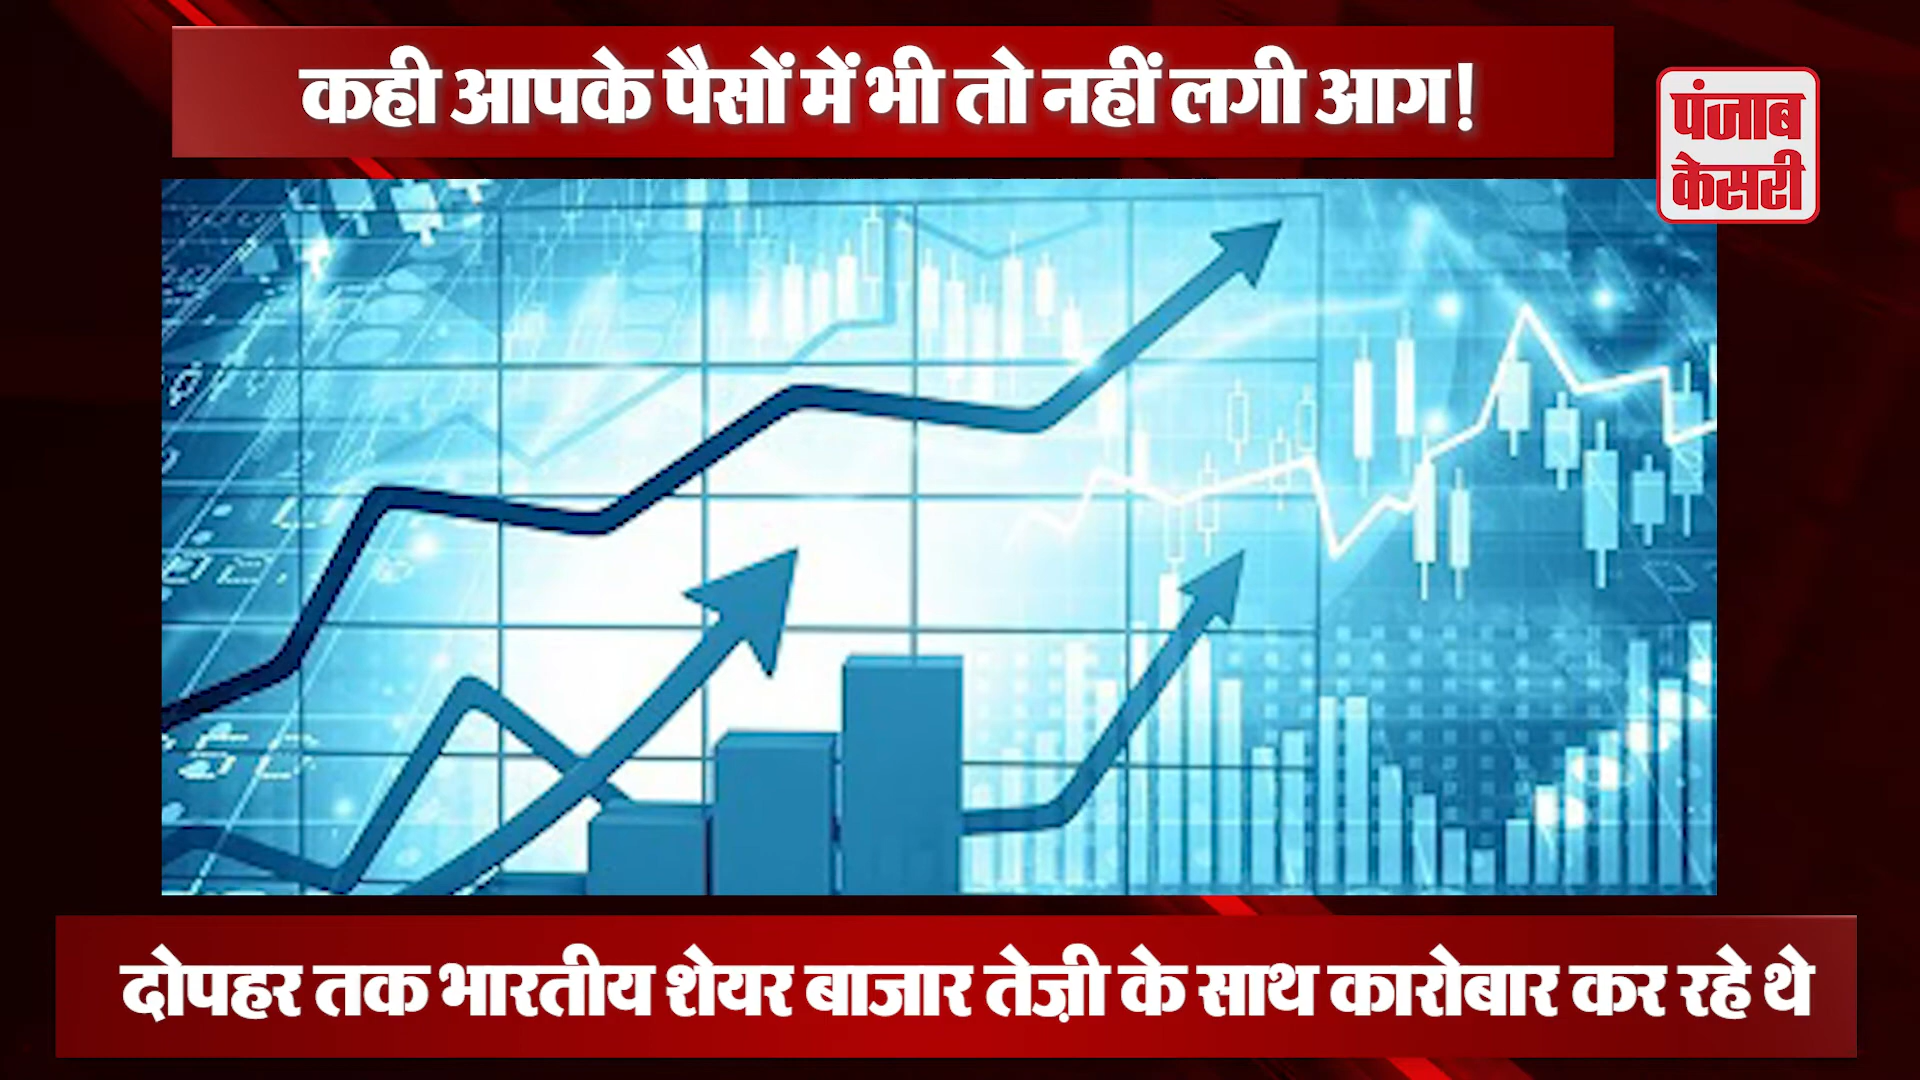 कही आपके पैसों में भी तो नहीं लगी आग!
पंजाब
केसरी
दोपहर तक भारतीय शेयर बाजार तेज़ी के साथ कारोबार कर रहे थे